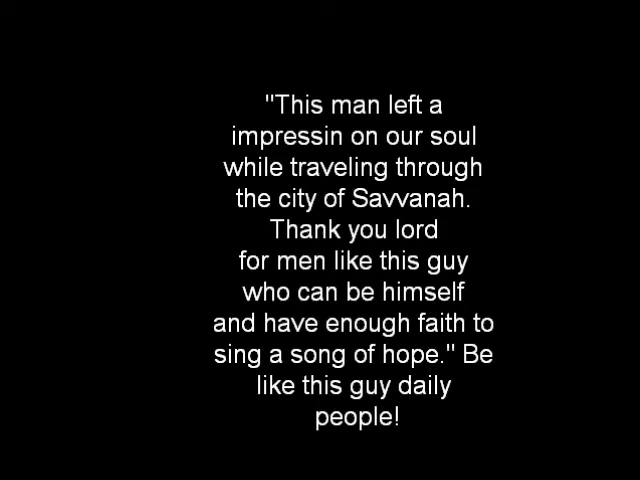 "This man left a
impressin on our soul
while traveling through
the city of Savvanah.
Thank you lord
for men like this guy
who can be himself
and have enough faith to
sing a song of hope." Be
like this guy daily
people!